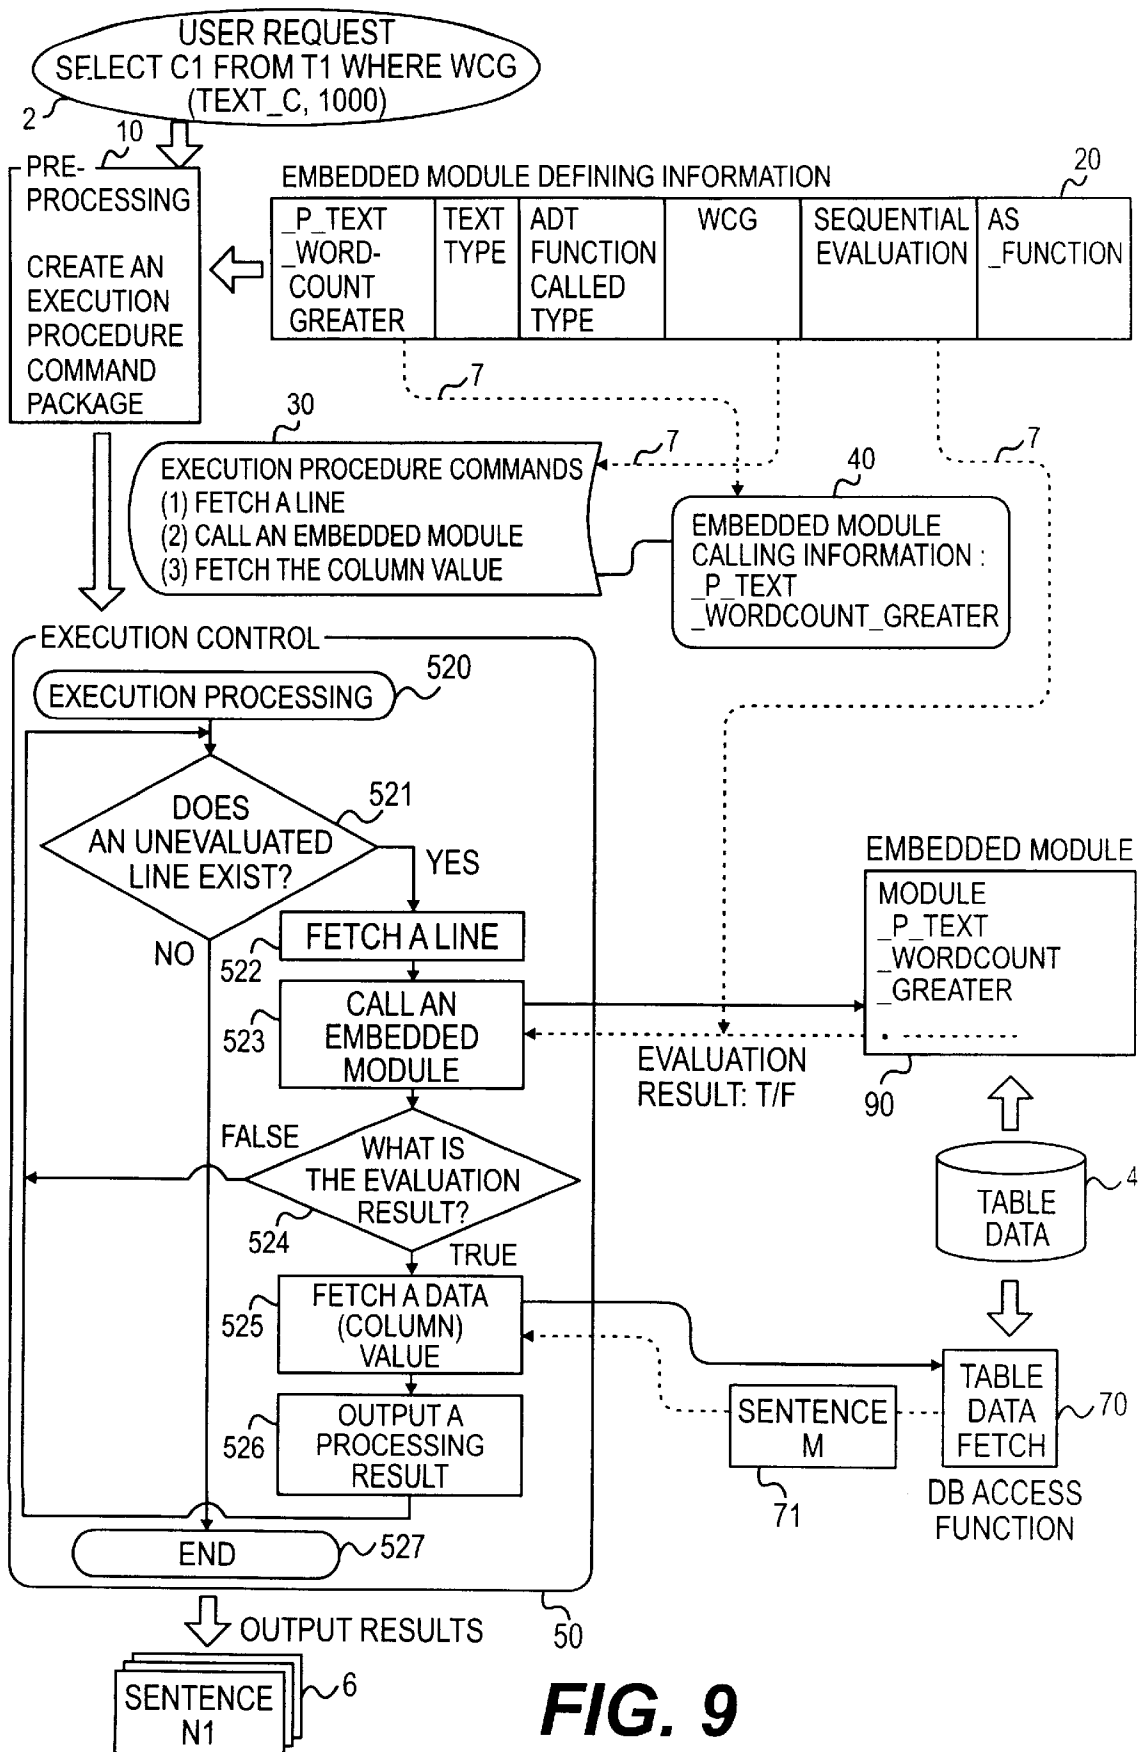 USER REQUEST
SELECT C1 FROM T1 WHERE WCG
(TEXT_C, 1000)
2
10
PRE-
PROCESSING
CREATE AN
EXECUTION
PROCEDURE
COMMAND
PACKAGE
EMBEDDED MODULE DEFINING INFORMATION
20
_P_TEXT
_WORD-
COUNT
GREATER
TEXT
TYPE
ADT
FUNCTION
CALLED
TYPE
WCG
SEQUENTIAL
EVALUATION
AS
_FUNCTION
7
7
7
30
EXECUTION PROCEDURE COMMANDS
(1) FETCH A LINE
(2) CALL AN EMBEDDED MODULE
(3) FETCH THE COLUMN VALUE
40
EMBEDDED MODULE
CALLING INFORMATION :
_P_TEXT
_WORDCOUNT_GREATER
EXECUTION CONTROL
EXECUTION PROCESSING
520
DOES
AN UNEVALUATED
LINE EXIST?
521
YES
NO
FETCH A LINE
522
CALL AN
EMBEDDED
MODULE
523
EMBEDDED MODULE
MODULE
_P_TEXT
_WORDCOUNT
_GREATER
90
EVALUATION
RESULT: T/F
FALSE
WHAT IS
THE EVALUATION
RESULT?
524
TRUE
TABLE
DATA
4
FETCH A DATA
(COLUMN)
VALUE
525
OUTPUT A
PROCESSING
RESULT
526
SENTENCE
M
71
TABLE
DATA
FETCH
70
DB ACCESS
FUNCTION
END
527
50
OUTPUT RESULTS
SENTENCE
N1
6
FIG. 9